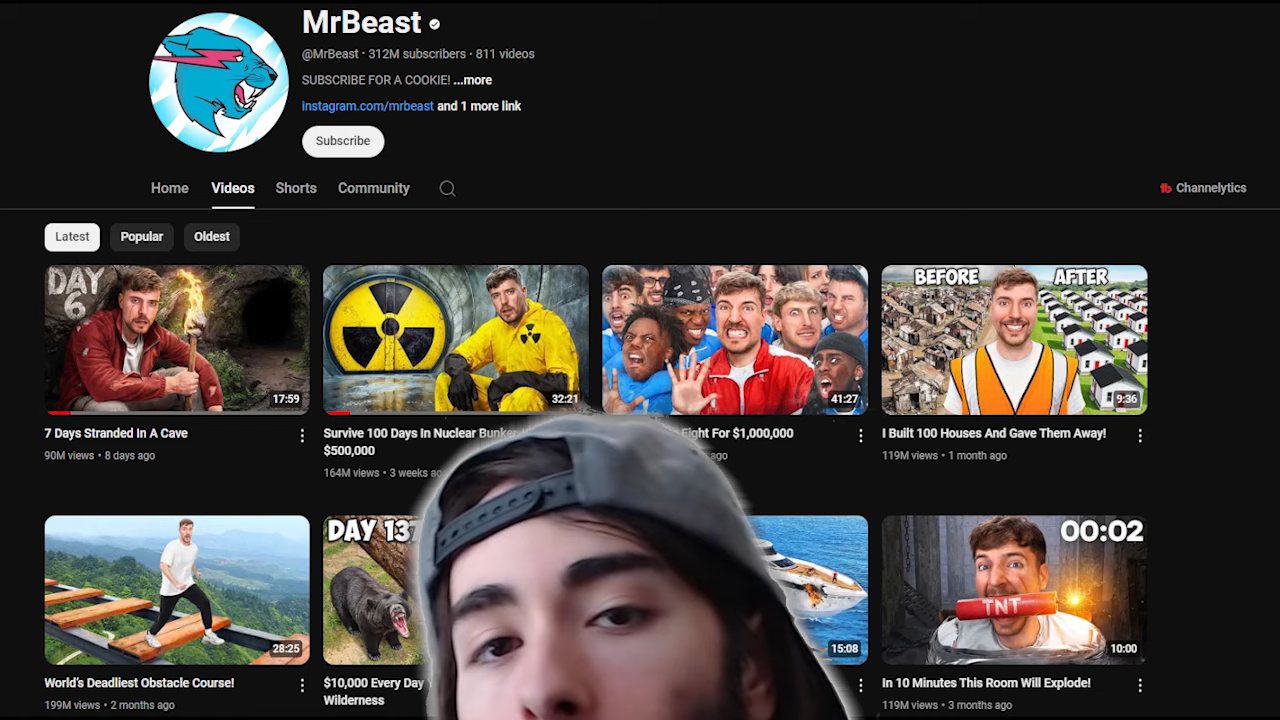 MrBeast
@MrBeast · 312M subscribers · 811 videos
SUBSCRIBE FOR A COOKIE! ...more
instagram.com/mrbeast and 1 more link
Subscribe
Home Videos Shorts Community
Channelytics
Latest Popular Oldest
DAY
6
17:59
32:21
41:27
BEFORE AFTER
9:36
7 Days Stranded In A Cave
90M views • 8 days ago
Survive 100 Days In Nuclear Bunker
$500,000
164M views • 3 weeks
Fight For $1,000,000
ago
I Built 100 Houses And Gave Them Away!
119M views • 1 month ago
28:25
DAY 137
15:08
00:02
TNT
10:00
World's Deadliest Obstacle Course!
199M views • 2 months ago
$10,000 Every Day
Wilderness
In 10 Minutes This Room Will Explode!
119M views • 3 months ago